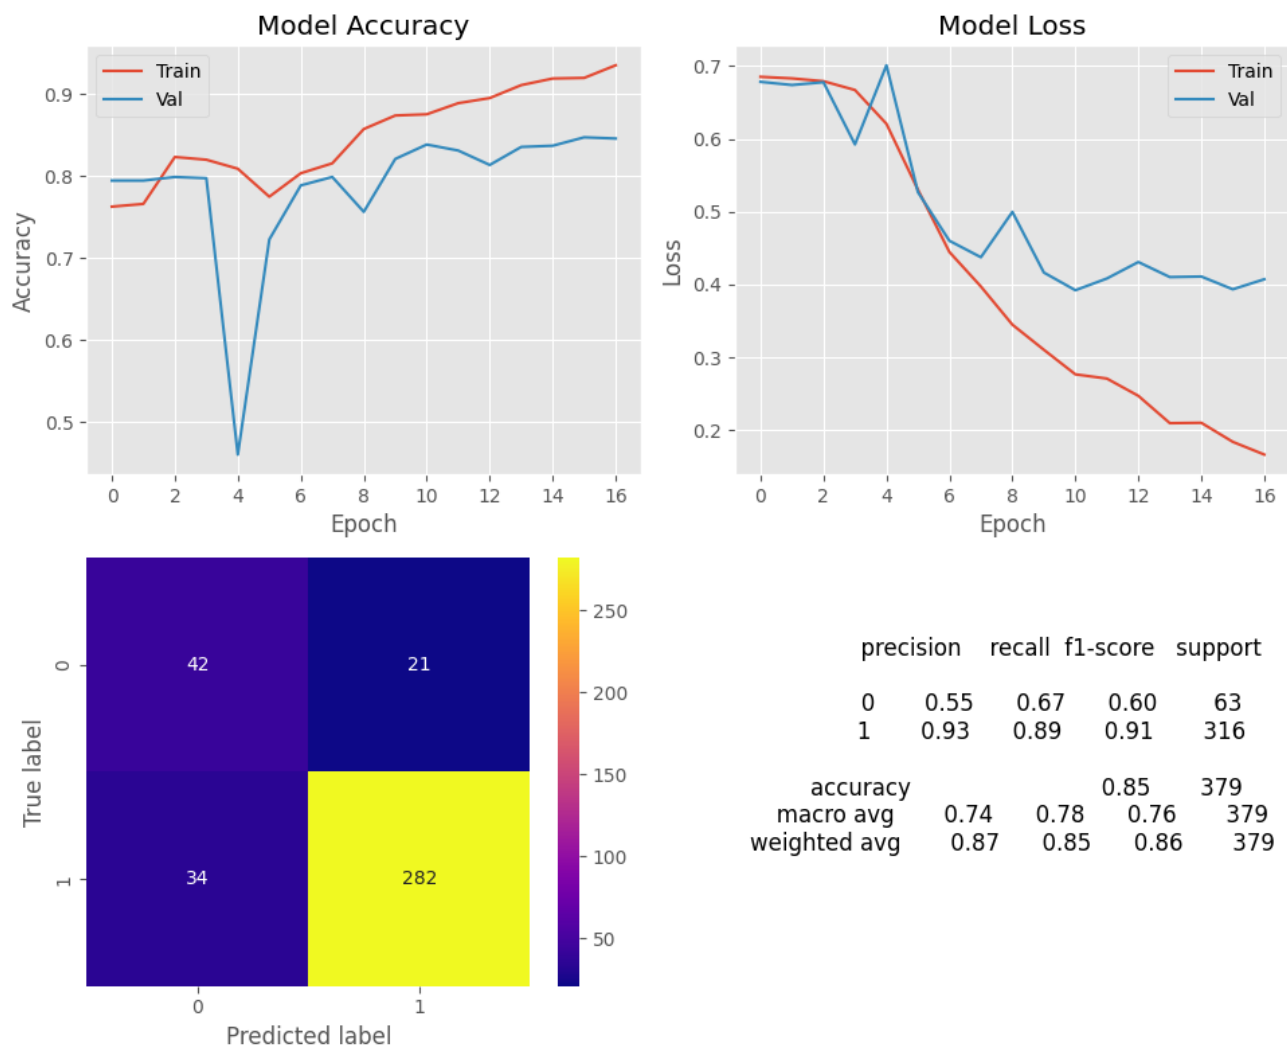 Model Accuracy
Train
Val
0.9
0.8
0.7
0.6
0.5
Accuracy
0 2 4 6 8 10 12 14 16
Epoch
Model Loss
Train
Val
0.7
0.6
0.5
0.4
0.3
0.2
Loss
0 2 4 6 8 10 12 14 16
Epoch
42 21
34 282
0
1
True label
0 1
Predicted label
250
200
150
100
50
precision recall f1-score support
0 0.55 0.67 0.60 63
1 0.93 0.89 0.91 316
accuracy 0.85 379
macro avg 0.74 0.78 0.76 379
weighted avg 0.87 0.85 0.86 379